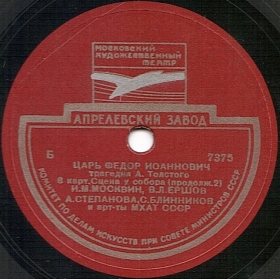 МОСКОВСКИЙ
ХУДОЖЕСТВЕННЫЙ
ТЕАТР
АПРЕЛЕВСКИЙ ЗАВОД
Б 7375
ЦАРЬ ФЕДОР ИОАННОВИЧ
трагедия А. Толстого
6 карт. Сцена у собора (продолж. 2)
И.М. МОСКВИН, В.Л. ЕРШОВ
А. СТЕПАНОВА, С. БЛИННИКОВ
и арт-ты МХАТ СССР
КОМИТЕТ ПО ДЕЛАМ ИСКУССТВ ПРИ СОВЕТЕ МИНИСТРОВ СССР